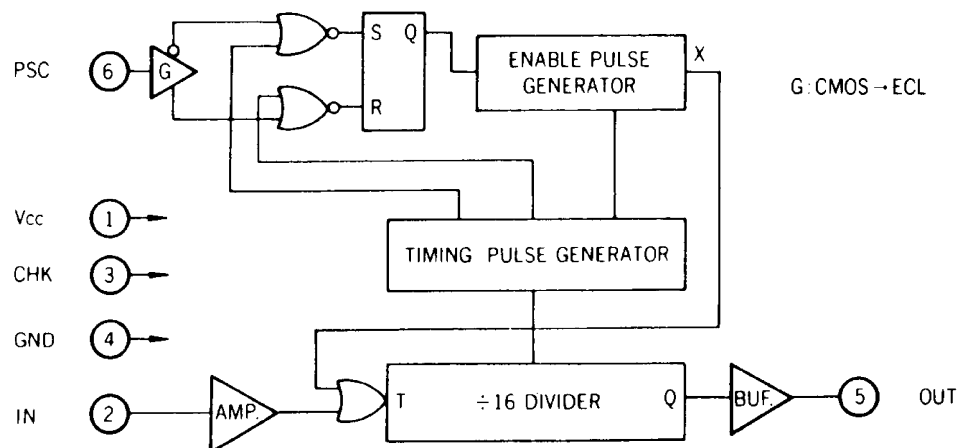 PSC 6 G S Q ENABLE PULSE GENERATOR X
R
G:CMOS→ECL
Vcc 1
CHK 3
TIMING PULSE GENERATOR
GND 4
IN 2 AMP. T ÷16 DIVIDER Q BUF. 5 OUT